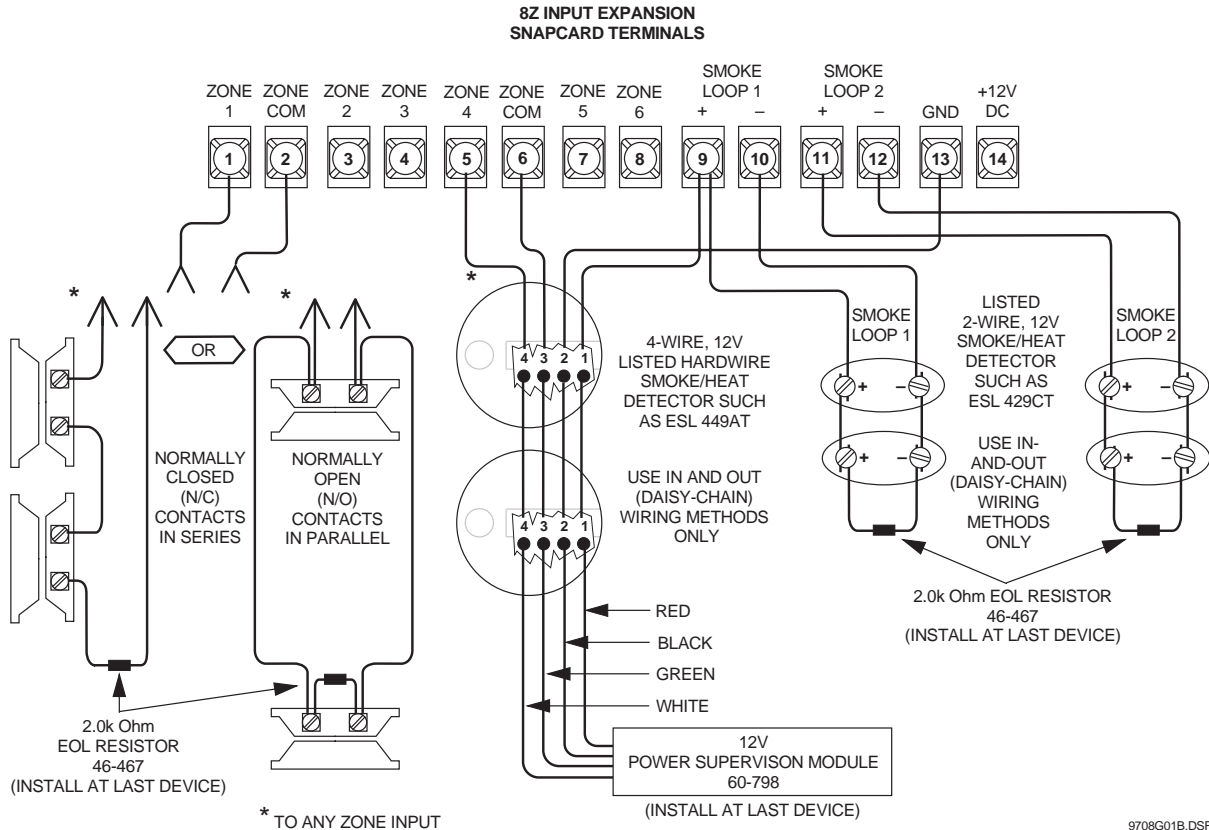 8Z INPUT EXPANSION
SNAPCARD TERMINALS
ZONE
1
ZONE
COM
ZONE
2
ZONE
3
ZONE
4
ZONE
COM
ZONE
5
ZONE
6
SMOKE
LOOP 1
+
–
SMOKE
LOOP 2
+
–
GND
+12V
DC
1
2
3
4
5
6
7
8
9
10
11
12
13
14
*
*
*
OR
NORMALLY
CLOSED
(N/C)
CONTACTS
IN SERIES
NORMALLY
OPEN
(N/O)
CONTACTS
IN PARALLEL
4 3 2 1
4-WIRE, 12V
LISTED HARDWIRE
SMOKE/HEAT
DETECTOR SUCH
AS ESL 449AT
4 3 2 1
USE IN AND OUT
(DAISY-CHAIN)
WIRING METHODS
ONLY
SMOKE
LOOP 1
+ –
+ –
LISTED
2-WIRE, 12V
SMOKE/HEAT
DETECTOR
SUCH AS
ESL 429CT
USE IN-
AND-OUT
(DAISY-CHAIN)
WIRING
METHODS
ONLY
SMOKE
LOOP 2
+ –
+ –
2.0k Ohm EOL RESISTOR
46-467
(INSTALL AT LAST DEVICE)
RED
BLACK
GREEN
WHITE
2.0k Ohm
EOL RESISTOR
46-467
(INSTALL AT LAST DEVICE)
12V
POWER SUPERVISON MODULE
60-798
(INSTALL AT LAST DEVICE)
* TO ANY ZONE INPUT
9708G01B.DSF